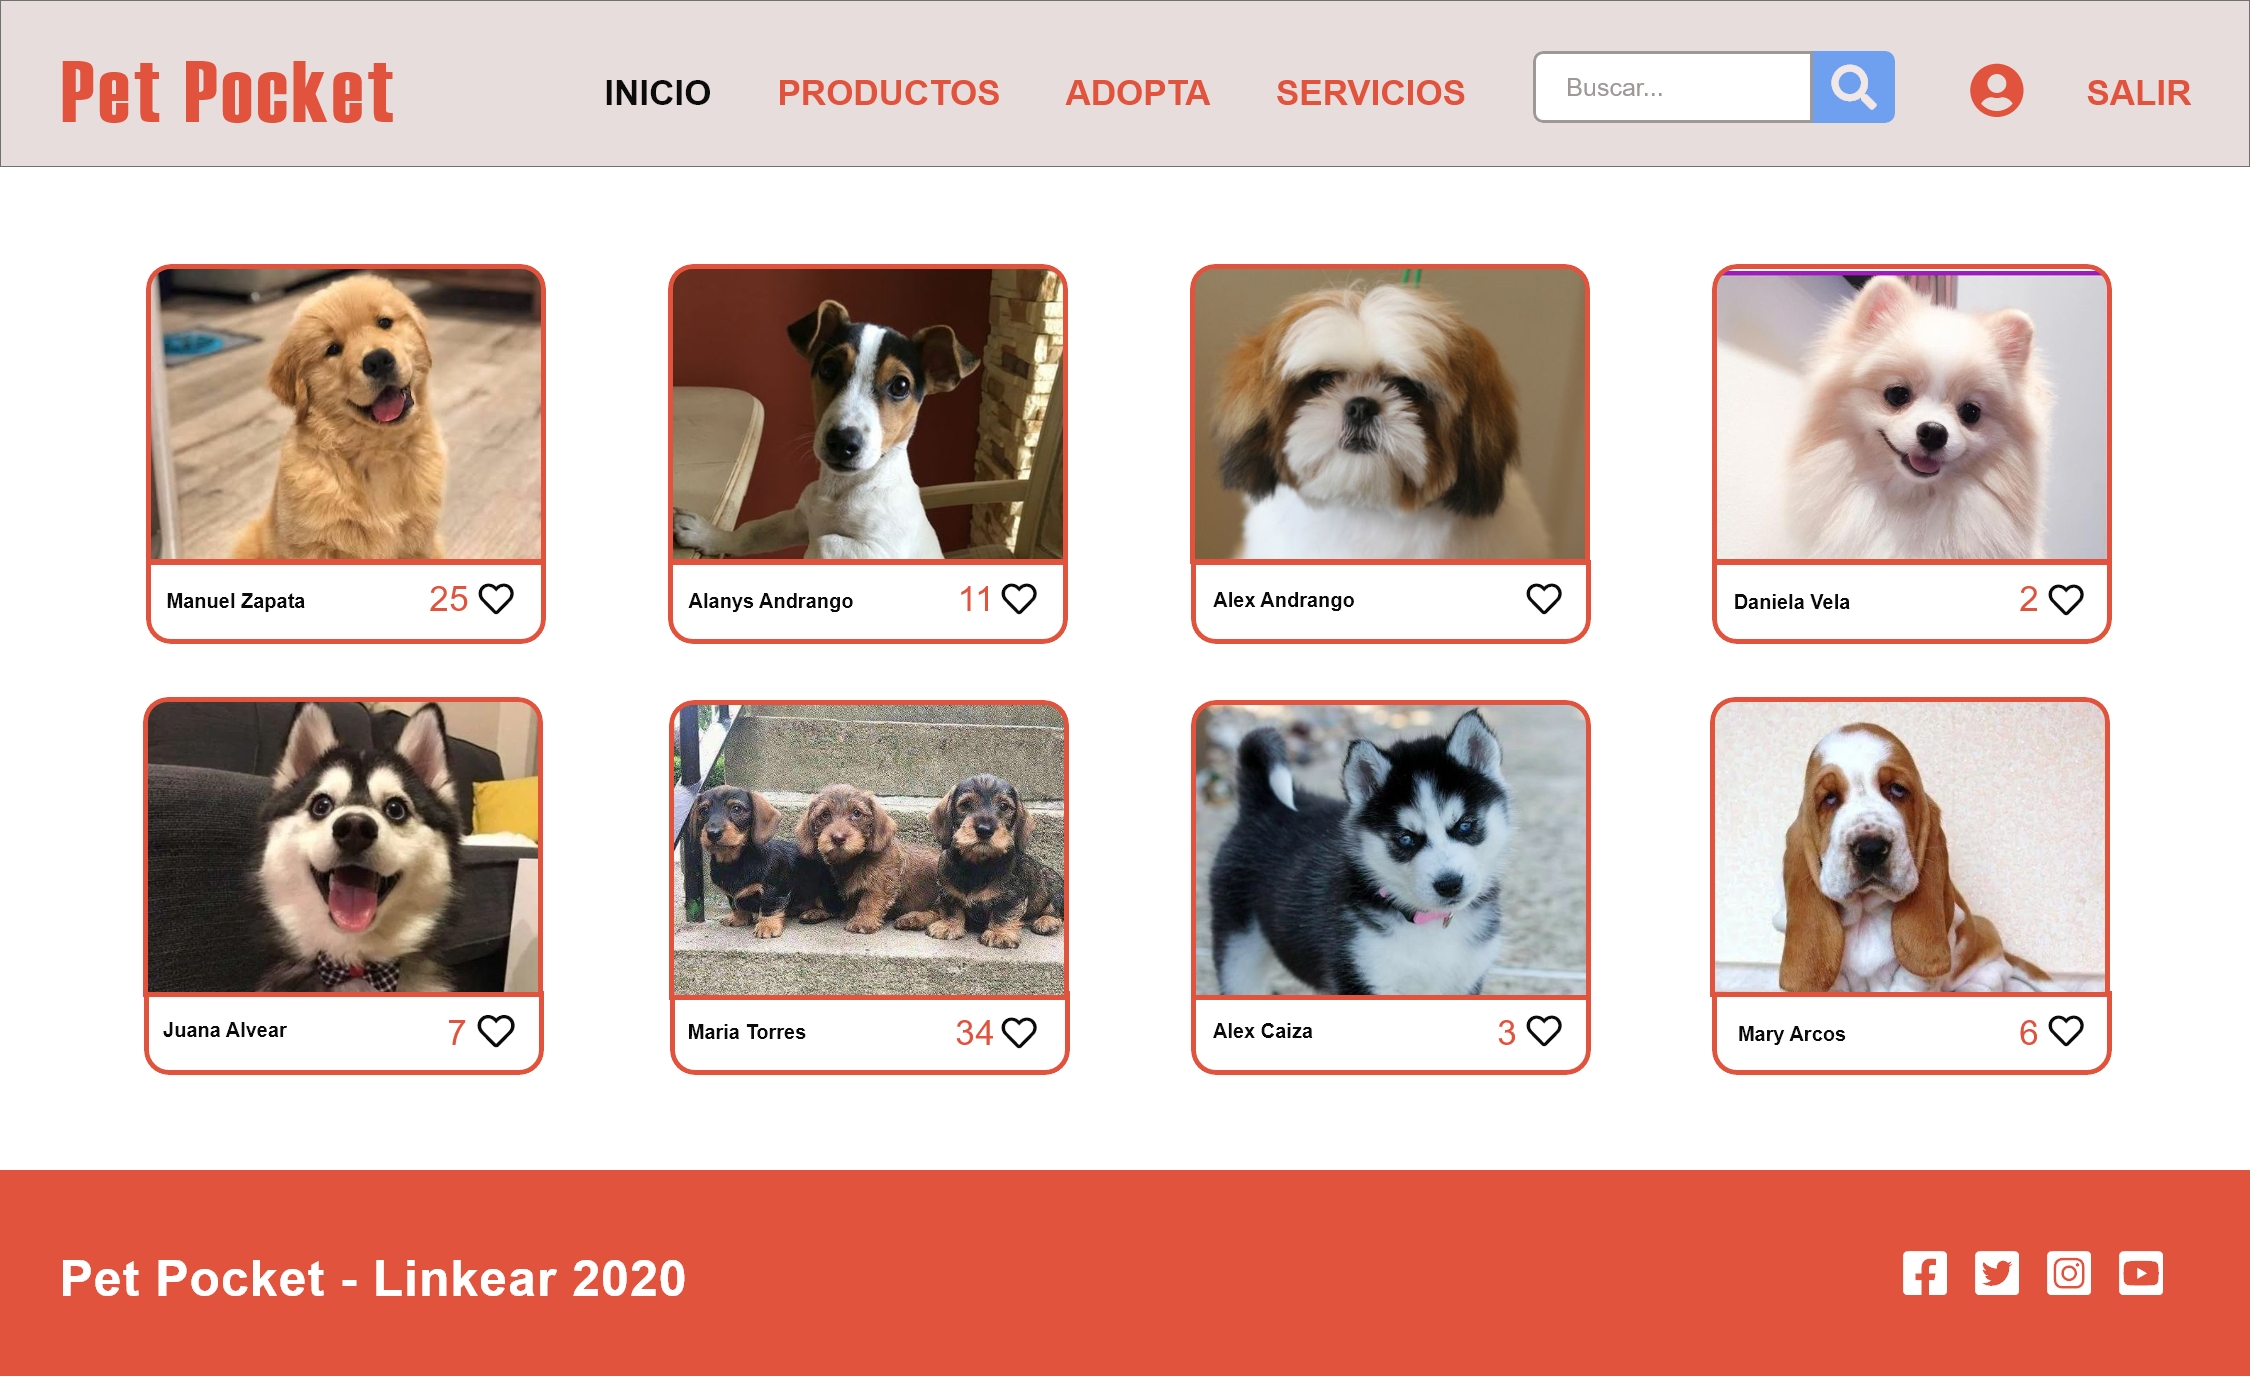 Pet Pocket
INICIO PRODUCTOS ADOPTA SERVICIOS Buscar... SALIR
Manuel Zapata 25
Alanys Andrango 11
Alex Andrango
Daniela Vela 2
Juana Alvear 7
Maria Torres 34
Alex Caiza 3
Mary Arcos 6
Pet Pocket - Linkear 2020